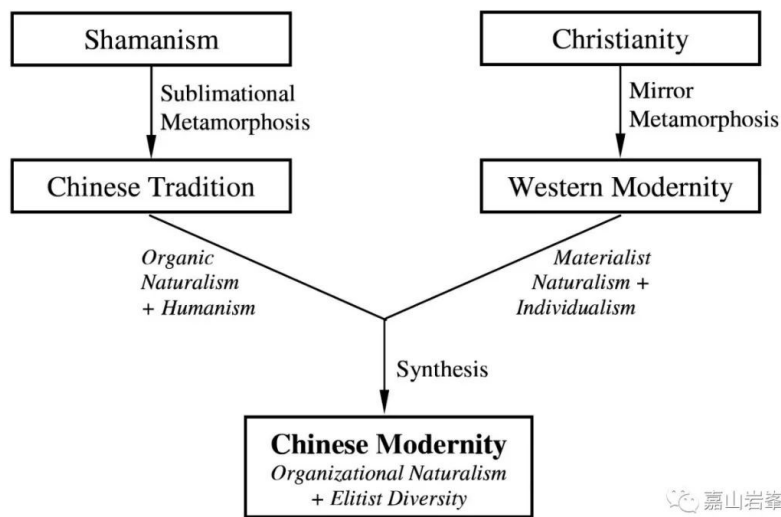 Shamanism
Christianity
Sublimational
Metamorphosis
Mirror
Metamorphosis
Chinese Tradition
Western Modernity
Organic
Naturalism
+ Humanism
Materialist
Naturalism +
Individualism
Synthesis
Chinese Modernity
Organizational Naturalism
+ Elitist Diversity
嘉山岩峯